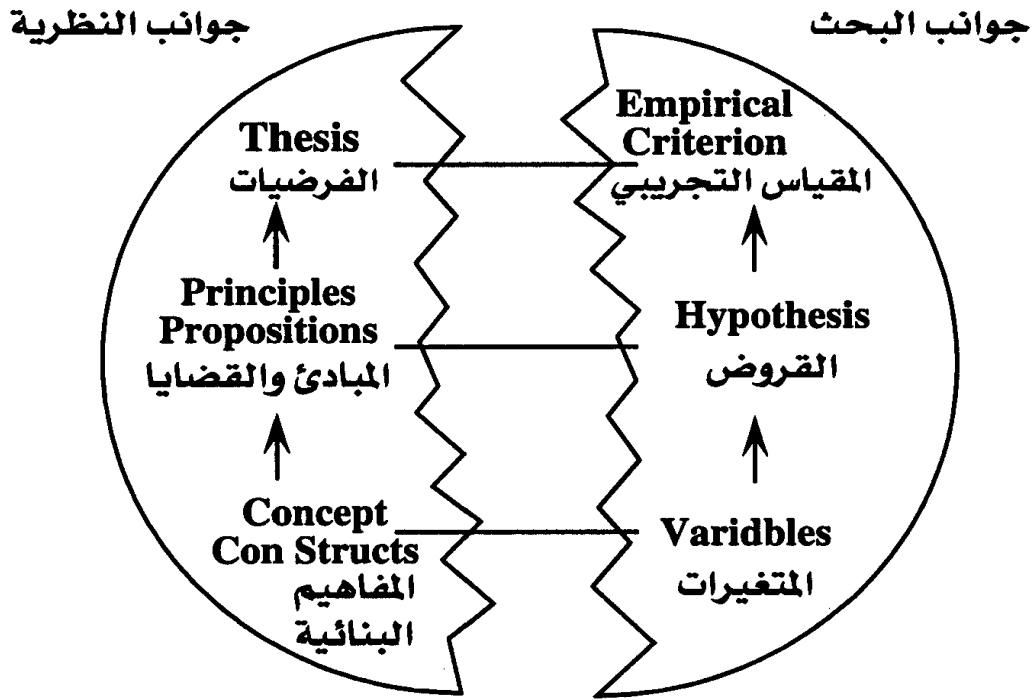 جوانب البحث
جوانب النظرية
Empirical
Criterion
المقياس التجريبي
Thesis
الفرضيات
Hypothesis
القروض
Principles
Propositions
المبادئ والقضايا
Varidbles
المتغيرات
Concept
Con Structs
المفاهيم
البنائية